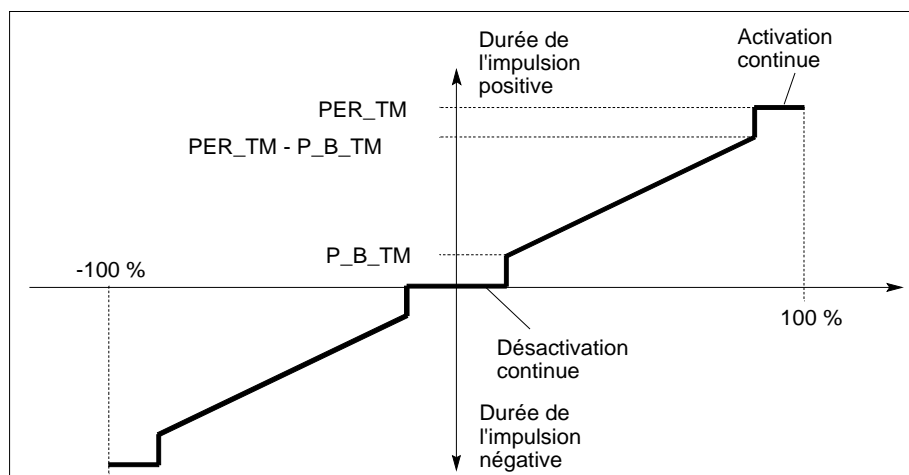 Durée de
l'impulsion
positive
Activation
continue
PER_TM
PER_TM - P_B_TM
P_B_TM
-100 %
100 %
Désactivation
continue
Durée de
l'impulsion
négative